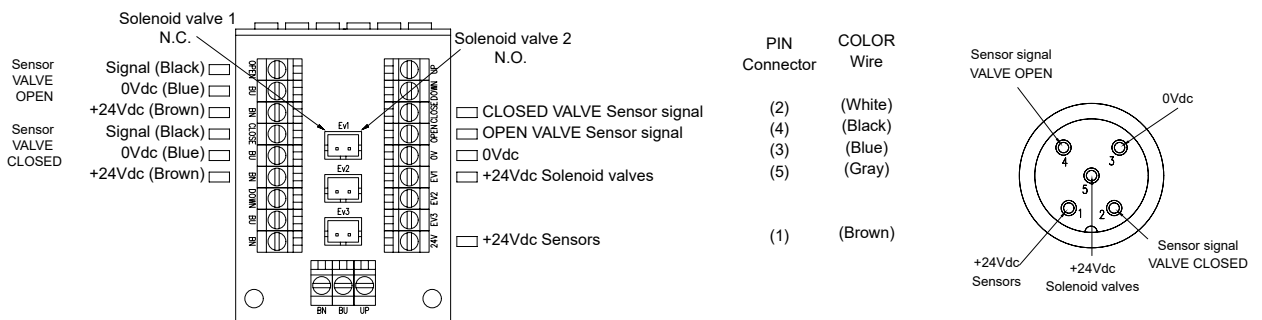 Solenoid valve 1
N.C.
Solenoid valve 2
N.O.
Sensor
VALVE
OPEN
Signal (Black)
0Vdc (Blue)
+24Vdc (Brown)
Sensor
VALVE
CLOSED
Signal (Black)
0Vdc (Blue)
+24Vdc (Brown)
OPEN
BU
BN
CLOSE
BU
BN
DOWN
BU
BN
Ev1
Ev2
Ev3
UP
DOWN
CLOSE
OPEN
0V
EV1
EV2
EV3
24V
BN BU UP
CLOSED VALVE Sensor signal
OPEN VALVE Sensor signal
0Vdc
+24Vdc Solenoid valves
+24Vdc Sensors
PIN
Connector
COLOR
Wire
(2) (White)
(4) (Black)
(3) (Blue)
(5) (Gray)
(1) (Brown)
Sensor signal
VALVE OPEN
0Vdc
4
3
5
1
2
+24Vdc
Sensors
+24Vdc
Solenoid valves
Sensor signal
VALVE CLOSED